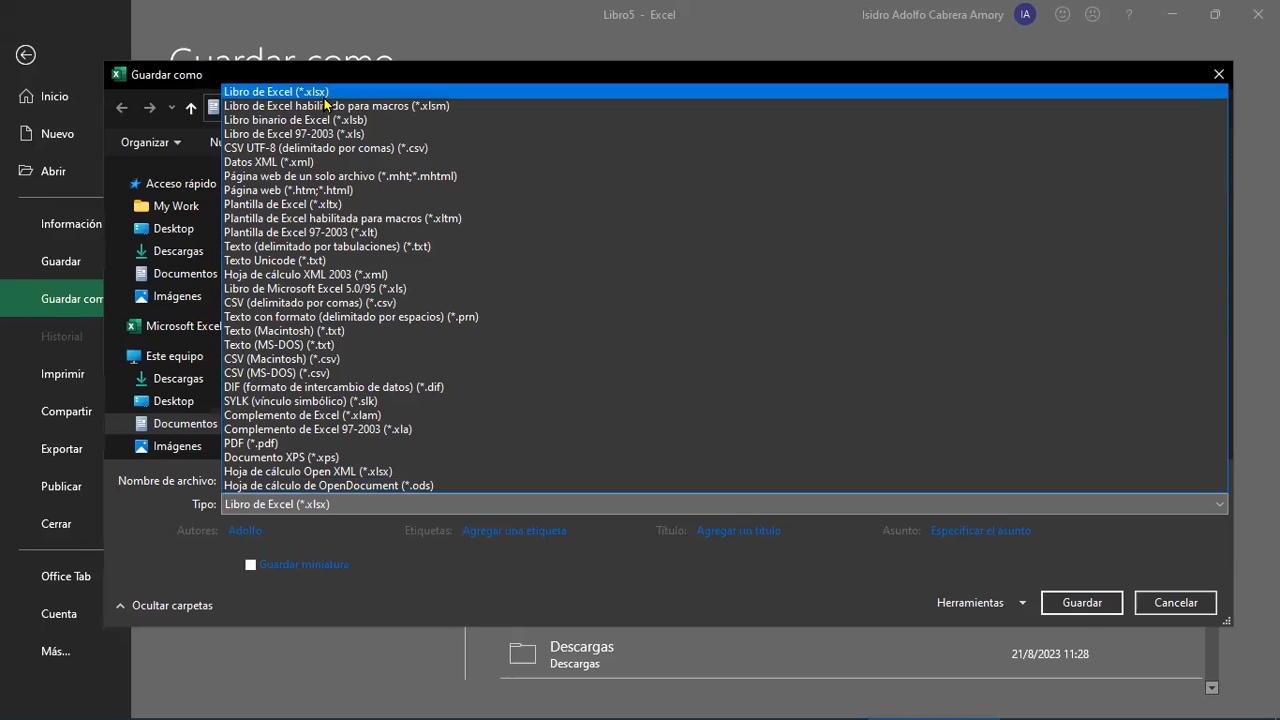 Libro5 - Excel
Isidro Adolfo Cabrera Amory
IA
?
Guardar como
Inicio
Nuevo
Abrir
Información
Guardar
Guardar com
Historial
Imprimir
Compartir
Exportar
Publicar
Cerrar
Office Tab
Cuenta
Más...
Guardar como
Organizar
Nu
Acceso rápido
My Work
Desktop
Descargas
Documentos
Imágenes
Microsoft Exce
Este equipo
Descargas
Desktop
Documentos
Imágenes
Libro de Excel (*.xlsx)
Libro de Excel habilitado para macros (*.xlsm)
Libro binario de Excel (*.xlsb)
Libro de Excel 97-2003 (*.xls)
CSV UTF-8 (delimitado por comas) (*.csv)
Datos XML (*.xml)
Página web de un solo archivo (*.mht;*.mhtml)
Página web (*.htm;*.html)
Plantilla de Excel (*.xltx)
Plantilla de Excel habilitada para macros (*.xltm)
Plantilla de Excel 97-2003 (*.xlt)
Texto (delimitado por tabulaciones) (*.txt)
Texto Unicode (*.txt)
Hoja de cálculo XML 2003 (*.xml)
Libro de Microsoft Excel 5.0/95 (*.xls)
CSV (delimitado por comas) (*.csv)
Texto con formato (delimitado por espacios) (*.prn)
Texto (Macintosh) (*.txt)
Texto (MS-DOS) (*.txt)
CSV (Macintosh) (*.csv)
CSV (MS-DOS) (*.csv)
DIF (formato de intercambio de datos) (*.dif)
SYLK (vínculo simbólico) (*.slk)
Complemento de Excel (*.xlam)
Complemento de Excel 97-2003 (*.xla)
PDF (*.pdf)
Documento XPS (*.xps)
Hoja de cálculo Open XML (*.xlsx)
Hoja de cálculo de OpenDocument (*.ods)
Nombre de archivo:
Tipo: Libro de Excel (*.xlsx)
Autores: Adolfo Etiquetas: Agregar una etiqueta Título: Agregar un título Asunto: Especificar el asunto
Guardar miniatura
Ocultar carpetas
Herramientas
Guardar
Cancelar
Descargas
Descargas
21/8/2023 11:28